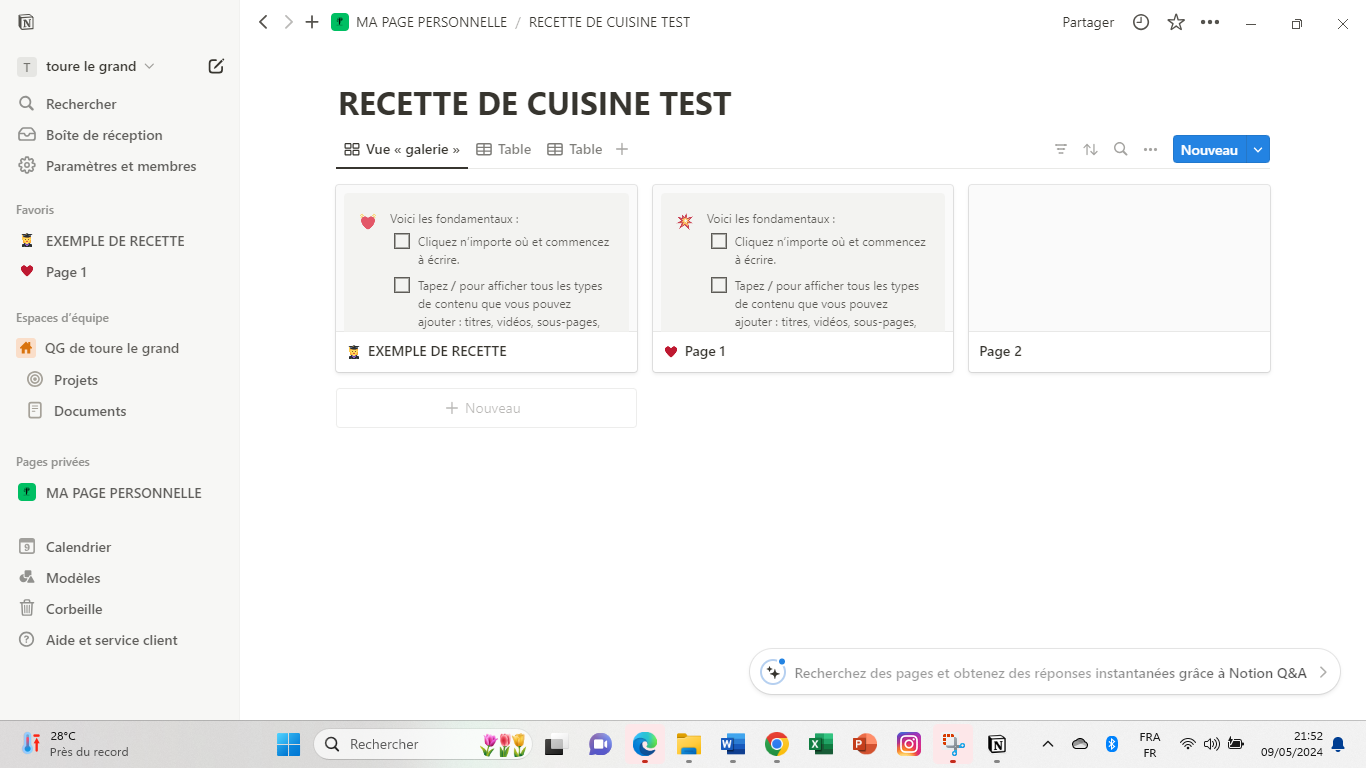 MA PAGE PERSONNELLE / RECETTE DE CUISINE TEST
Partager
T toure le grand
Rechercher
Boîte de réception
Paramètres et membres
Favoris
EXEMPLE DE RECETTE
Page 1
Espaces d'équipe
QG de toure le grand
Projets
Documents
Pages privées
MA PAGE PERSONNELLE
9 Calendrier
Modèles
Corbeille
Aide et service client
RECETTE DE CUISINE TEST
Vue « galerie » Table Table
Nouveau
Voici les fondamentaux :
Cliquez n'importe où et commencez
à écrire.
Tapez / pour afficher tous les types
de contenu que vous pouvez
ajouter : titres, vidéos, sous-pages,
EXEMPLE DE RECETTE
Voici les fondamentaux :
Cliquez n'importe où et commencez
à écrire.
Tapez / pour afficher tous les types
de contenu que vous pouvez
ajouter : titres, vidéos, sous-pages,
Page 1
Page 2
+ Nouveau
Recherchez des pages et obtenez des réponses instantanées grâce à Notion Q&A
28°C
Près du record
Rechercher
FRA
FR
21:52
09/05/2024